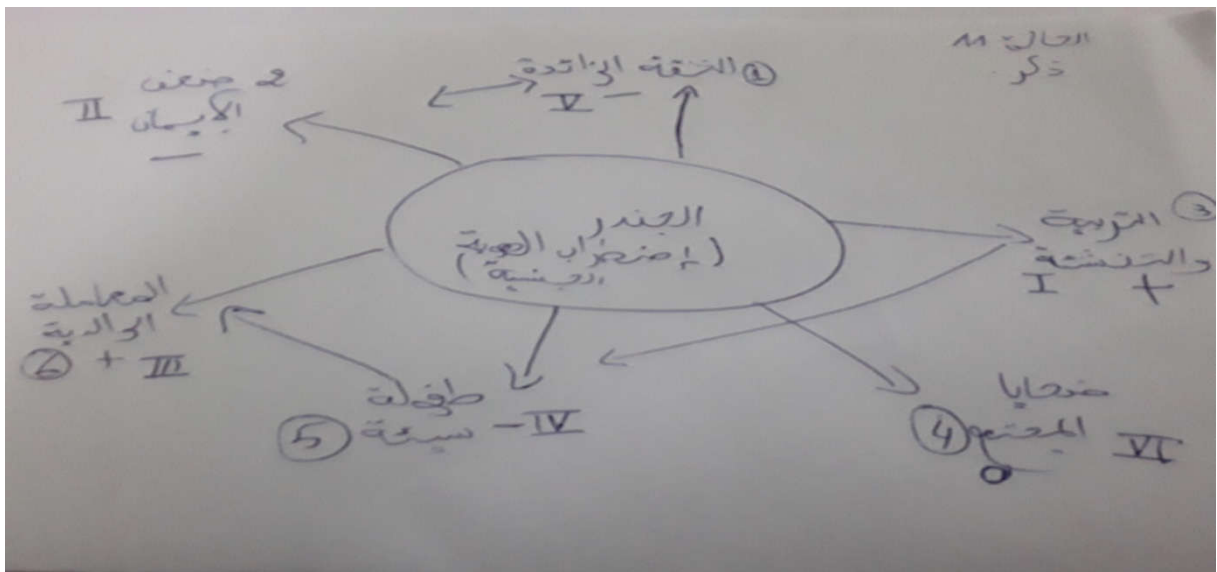 الحالة 11
ذكر
① الثقة الزائدة
V –
2 ضعف
الإيمان II
–
الجندر
(إضطراب الهوية
الجنسية)
③ التربية
والتنشئة
I +
المعاملة
الوالدية
⑥ + III
طفولة
⑤ سيئة – IV
ضحايا
④ المجتمع VI
o